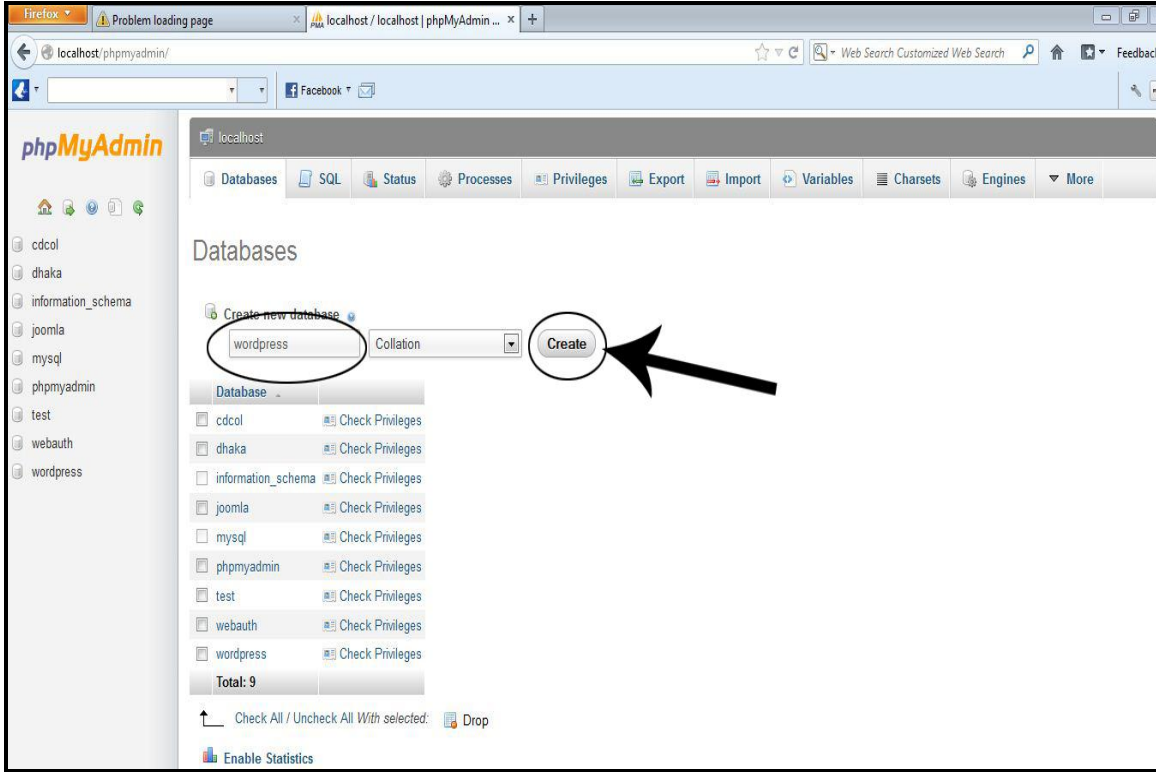 Firefox
Problem loading page
localhost / localhost | phpMyAdmin ...
localhost/phpmyadmin/
Web Search Customized Web Search
Feedbac
Facebook
phpMyAdmin
localhost
Databases SQL Status Processes Privileges Export Import Variables Charsets Engines More
cdcol
dhaka
information_schema
joomla
mysql
phpmyadmin
test
webauth
wordpress
Databases
Create new database
wordpress Collation Create
Database
cdcol Check Privileges
dhaka Check Privileges
information_schema Check Privileges
joomla Check Privileges
mysql Check Privileges
phpmyadmin Check Privileges
test Check Privileges
webauth Check Privileges
wordpress Check Privileges
Total: 9
Check All / Uncheck All With selected: Drop
Enable Statistics